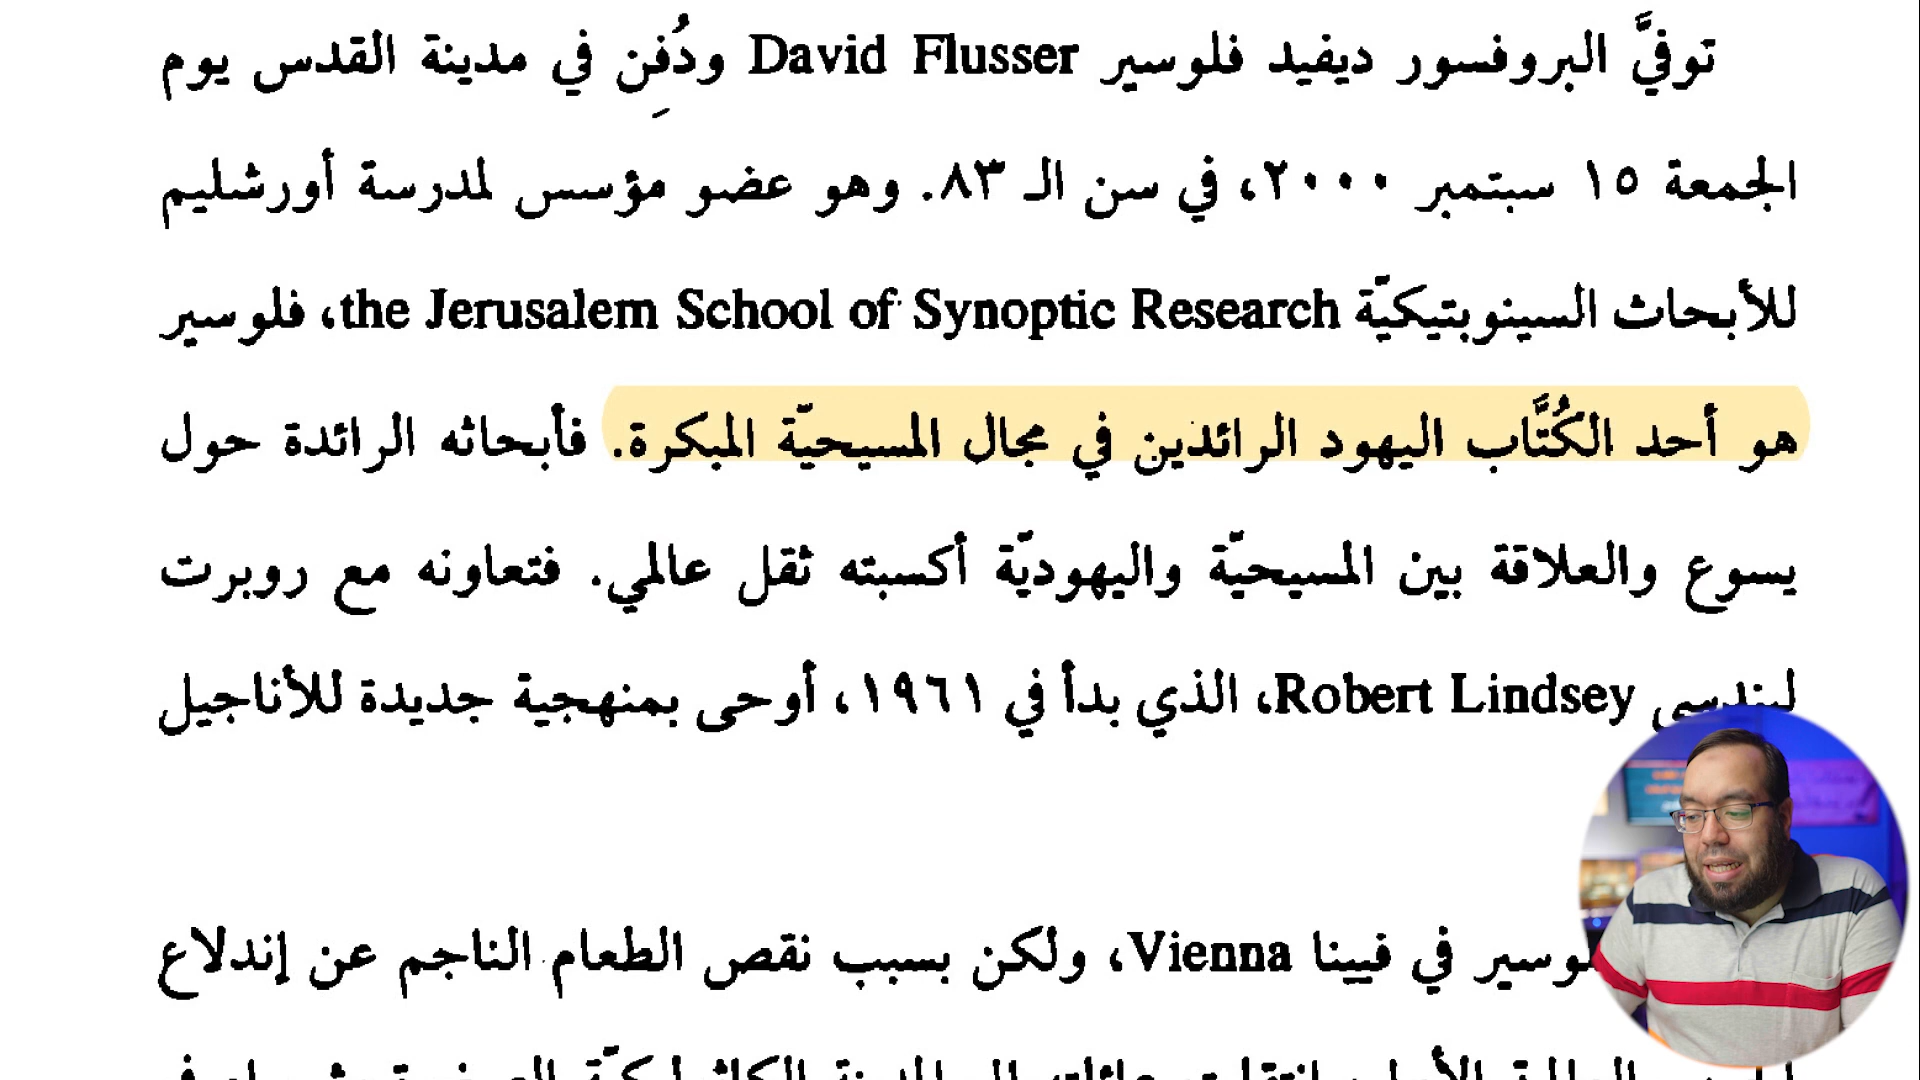 توفيَّ البروفسور ديفيد فلوسير David Flusser ودُفِن في مدينة القدس يوم
الجمعة ١٥ سبتمبر ٢٠٠٠، في سن الـ ٨٣. وهو عضو مؤسس لمدرسة أورشليم
للأبحاث السينوبتيكيّة the Jerusalem School of Synoptic Research، فلوسير
هو أحد الكُتَّاب اليهود الرائدين في مجال المسيحيّة المبكرة. فأبحاثه الرائدة حول
يسوع والعلاقة بين المسيحيّة واليهوديّة أكسبته ثقل عالمي. فتعاونه مع روبرت
ليندسي Robert Lindsey، الذي بدأ في ١٩٦١، أوحى بمنهجية جديدة للأناجيل
في فيينا Vienna، ولكن بسبب نقص الطعام الناجم عن إندلاع